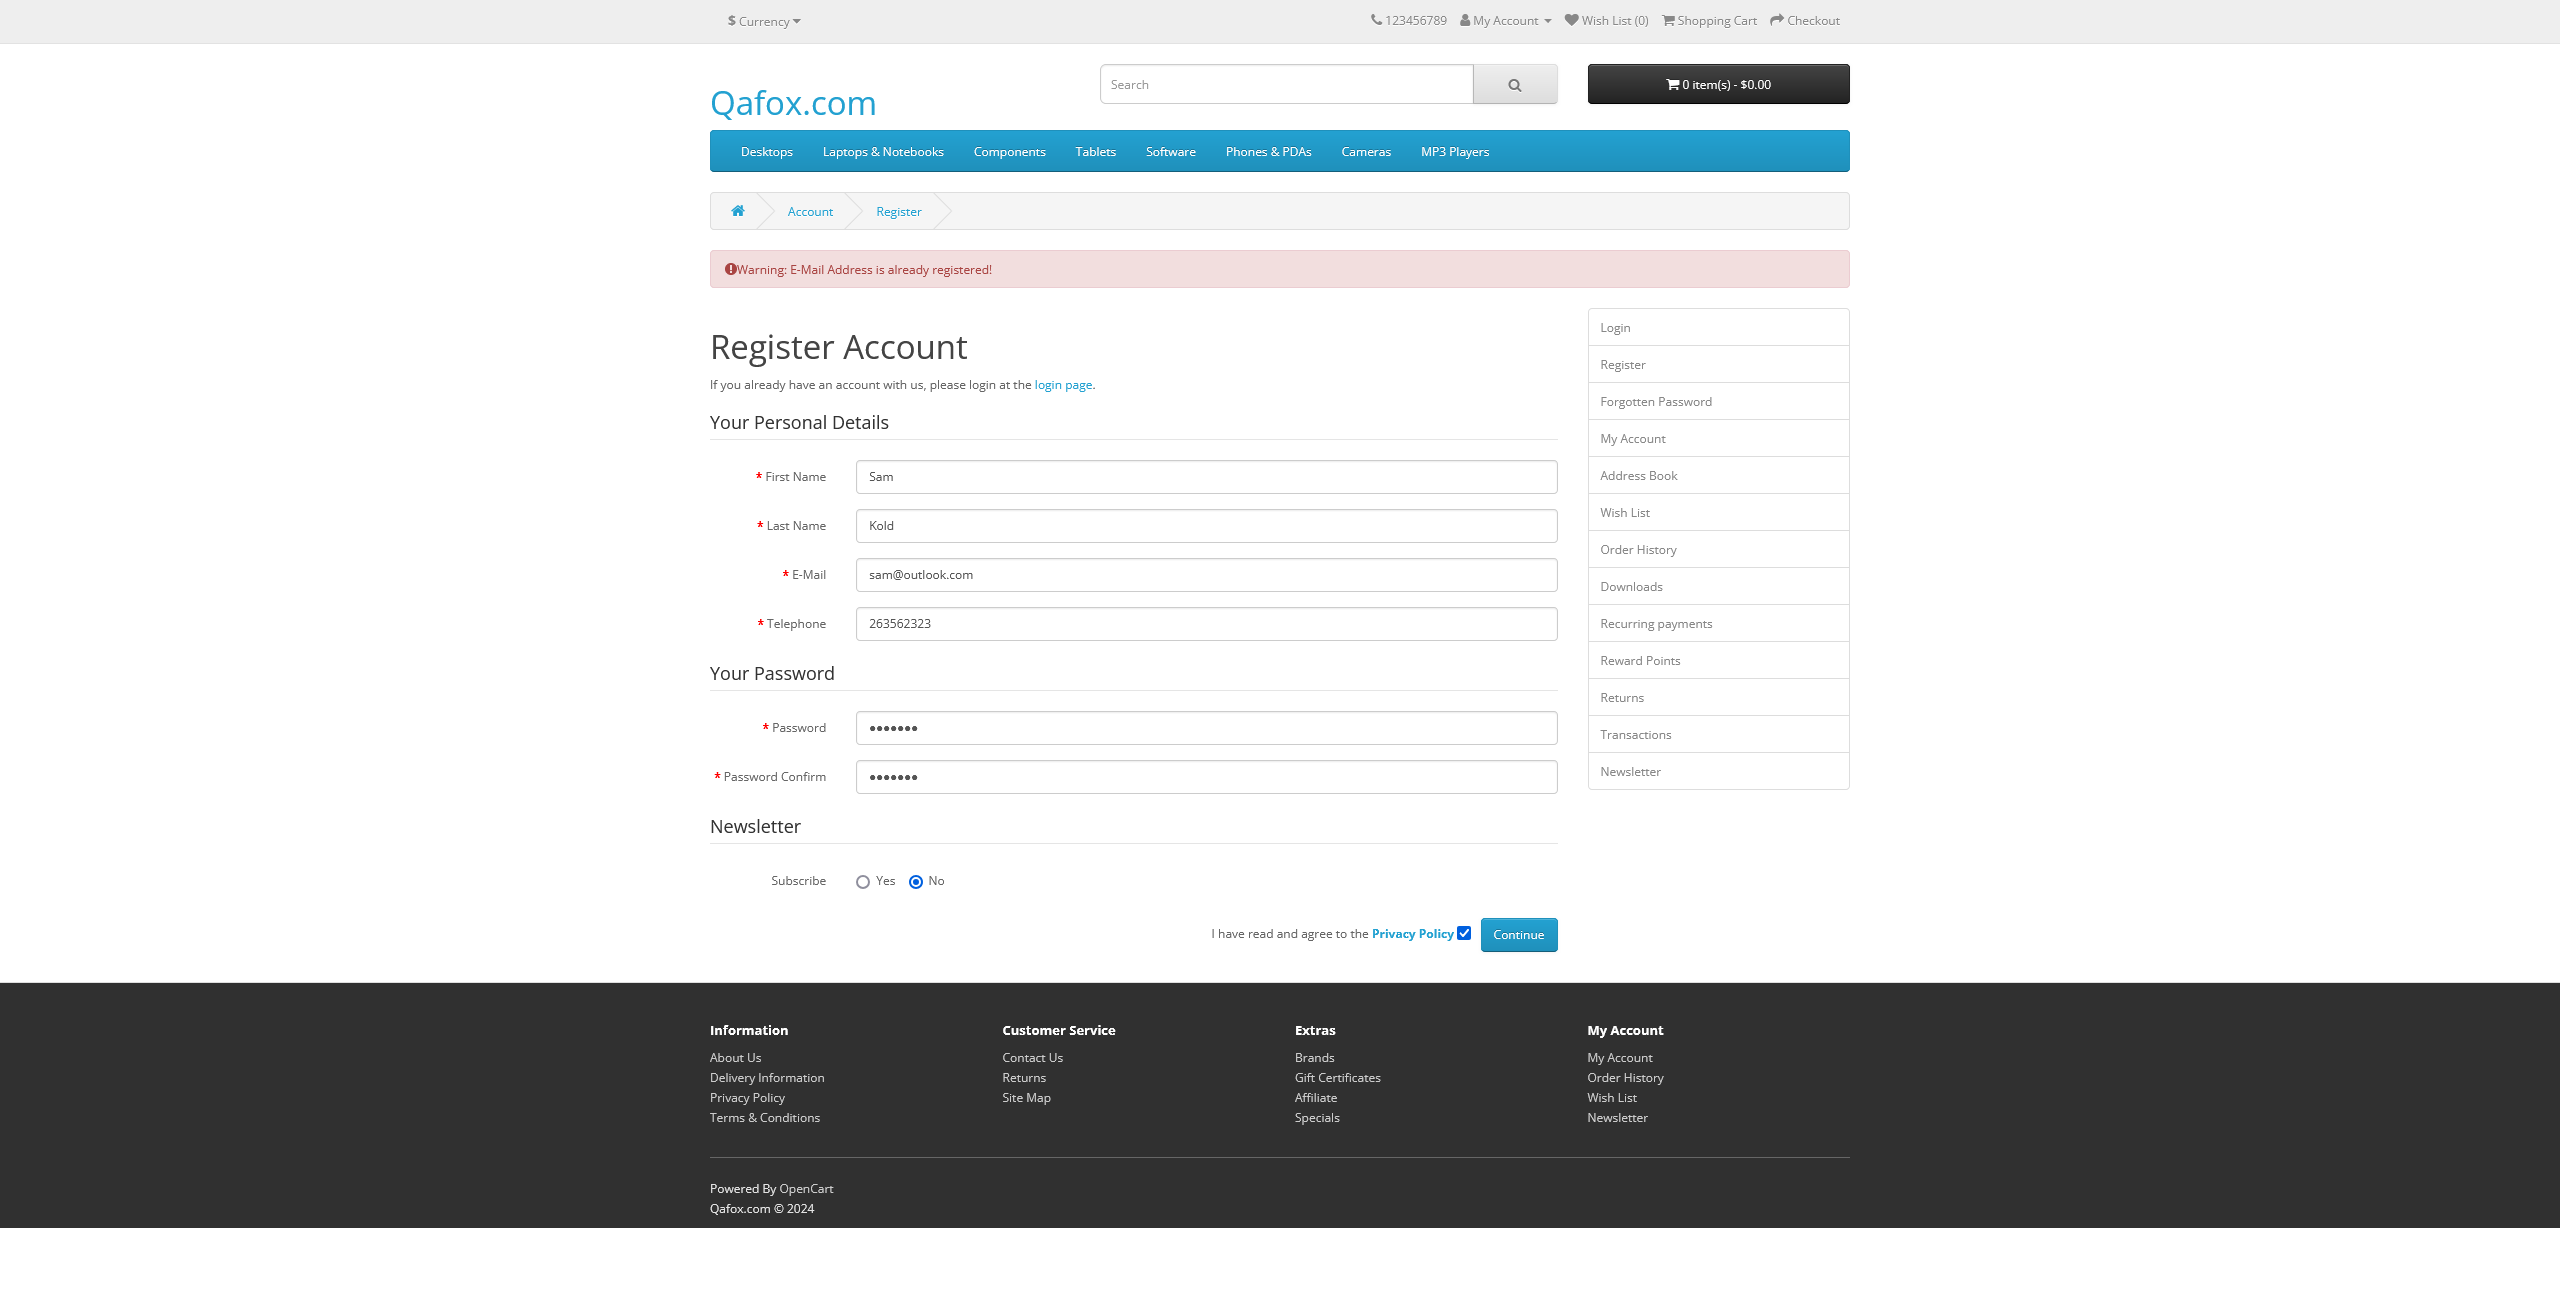 $ Currency
123456789 My Account Wish List (0) Shopping Cart Checkout
Qafox.com
Search
0 item(s) - $0.00
Desktops Laptops & Notebooks Components Tablets Software Phones & PDAs Cameras MP3 Players
Account Register
Warning: E-Mail Address is already registered!
Register Account
If you already have an account with us, please login at the login page.
Your Personal Details
* First Name Sam
* Last Name Kold
* E-Mail sam@outlook.com
* Telephone 263562323
Your Password
* Password •••••••
* Password Confirm •••••••
Newsletter
Subscribe Yes No
I have read and agree to the Privacy Policy Continue
Login
Register
Forgotten Password
My Account
Address Book
Wish List
Order History
Downloads
Recurring payments
Reward Points
Returns
Transactions
Newsletter
Information
About Us
Delivery Information
Privacy Policy
Terms & Conditions
Customer Service
Contact Us
Returns
Site Map
Extras
Brands
Gift Certificates
Affiliate
Specials
My Account
My Account
Order History
Wish List
Newsletter
Powered By OpenCart
Qafox.com © 2024